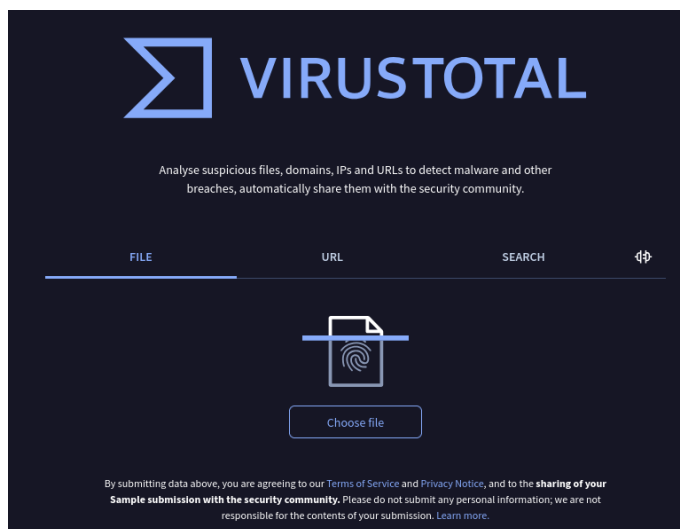 VIRUSTOTAL
Analyse suspicious files, domains, IPs and URLs to detect malware and other
breaches, automatically share them with the security community.
FILE URL SEARCH
Choose file
By submitting data above, you are agreeing to our Terms of Service and Privacy Notice, and to the sharing of your
Sample submission with the security community. Please do not submit any personal information; we are not
responsible for the contents of your submission. Learn more.